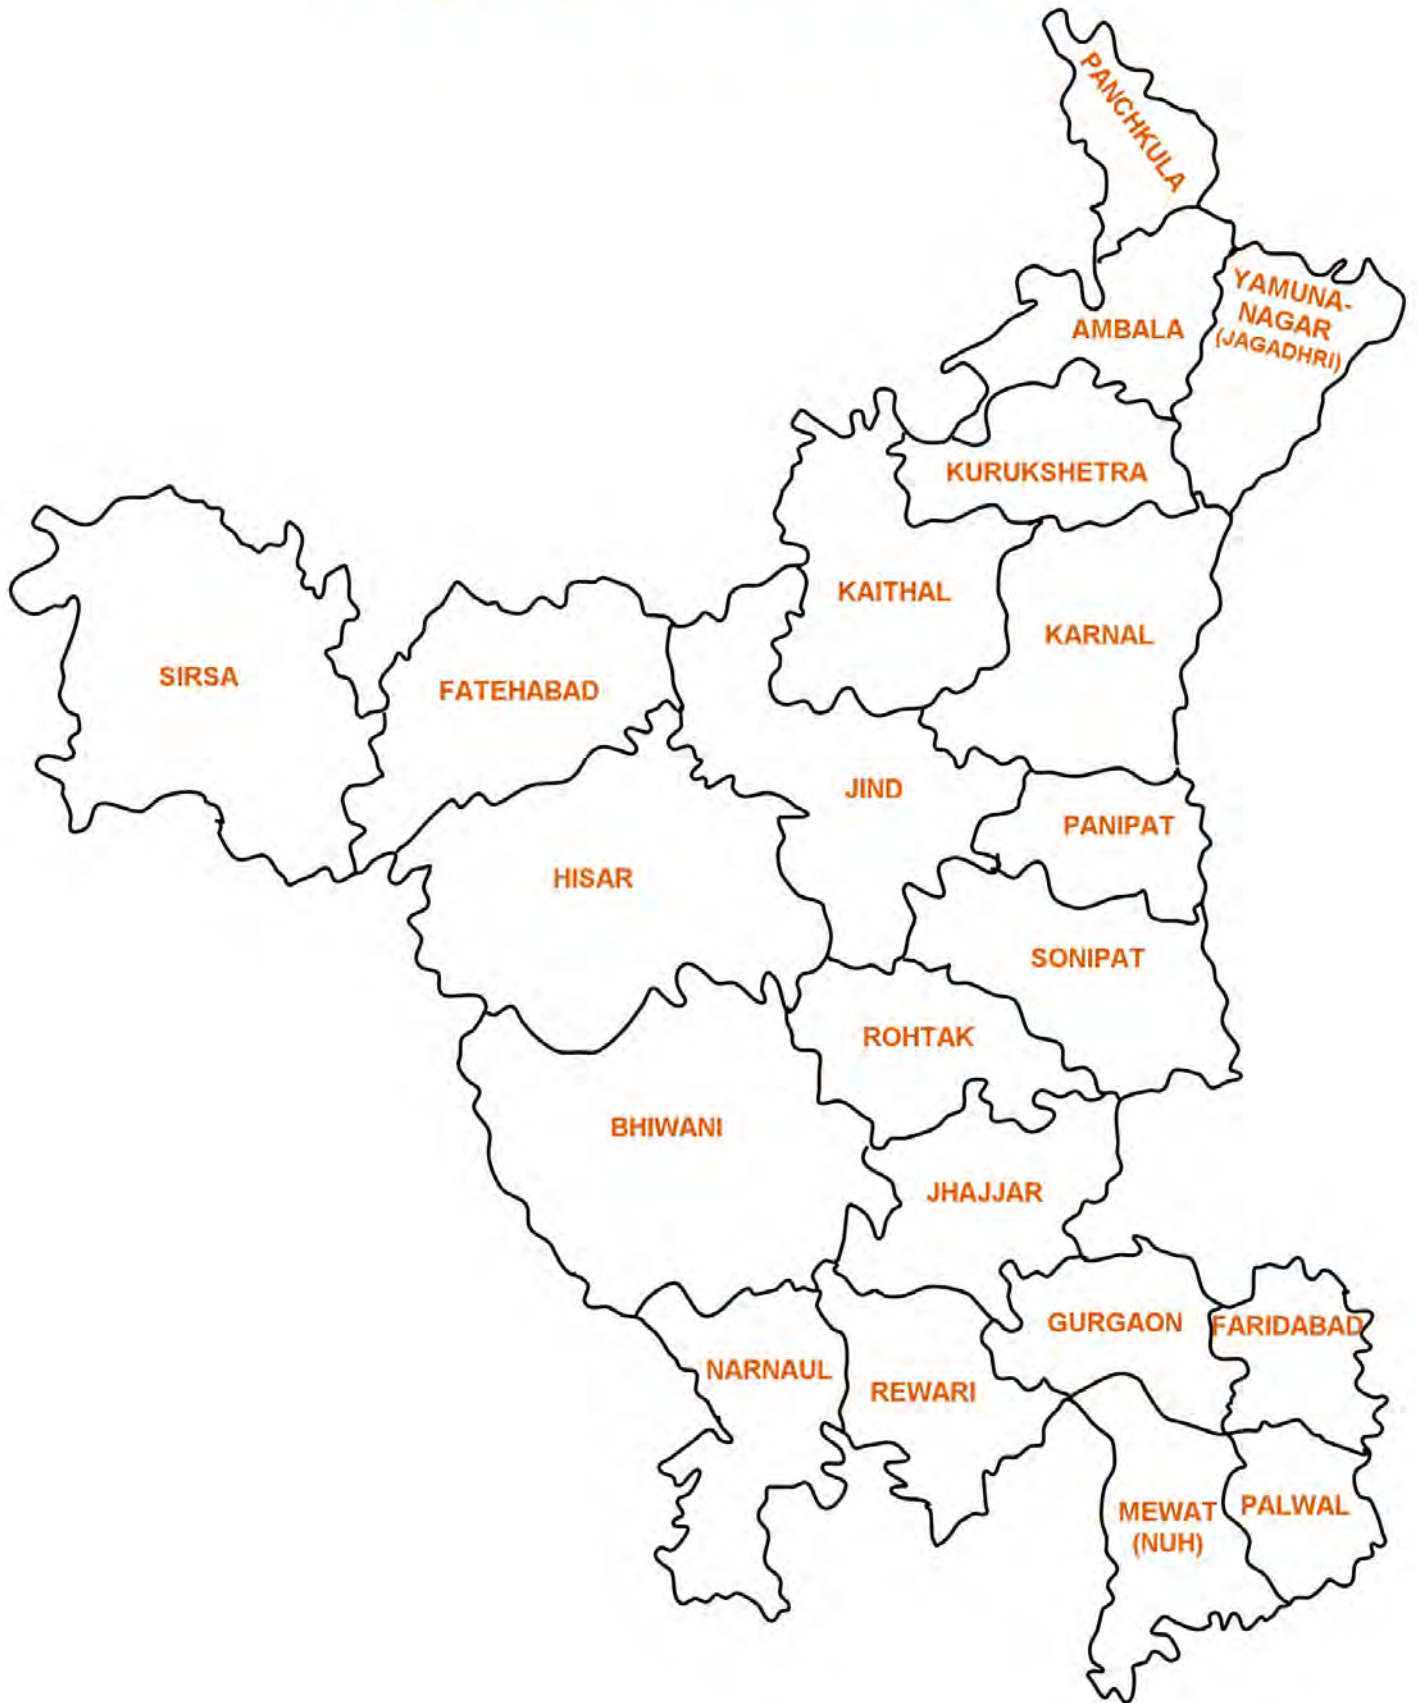 PANCHKULA
YAMUNA-
NAGAR
(JAGADHRI)
AMBALA
KURUKSHETRA
KAITHAL
KARNAL
SIRSA
FATEHABAD
JIND
PANIPAT
HISAR
SONIPAT
ROHTAK
BHIWANI
JHAJJAR
GURGAON
FARIDABAD
NARNAUL
REWARI
MEWAT
(NUH)
PALWAL